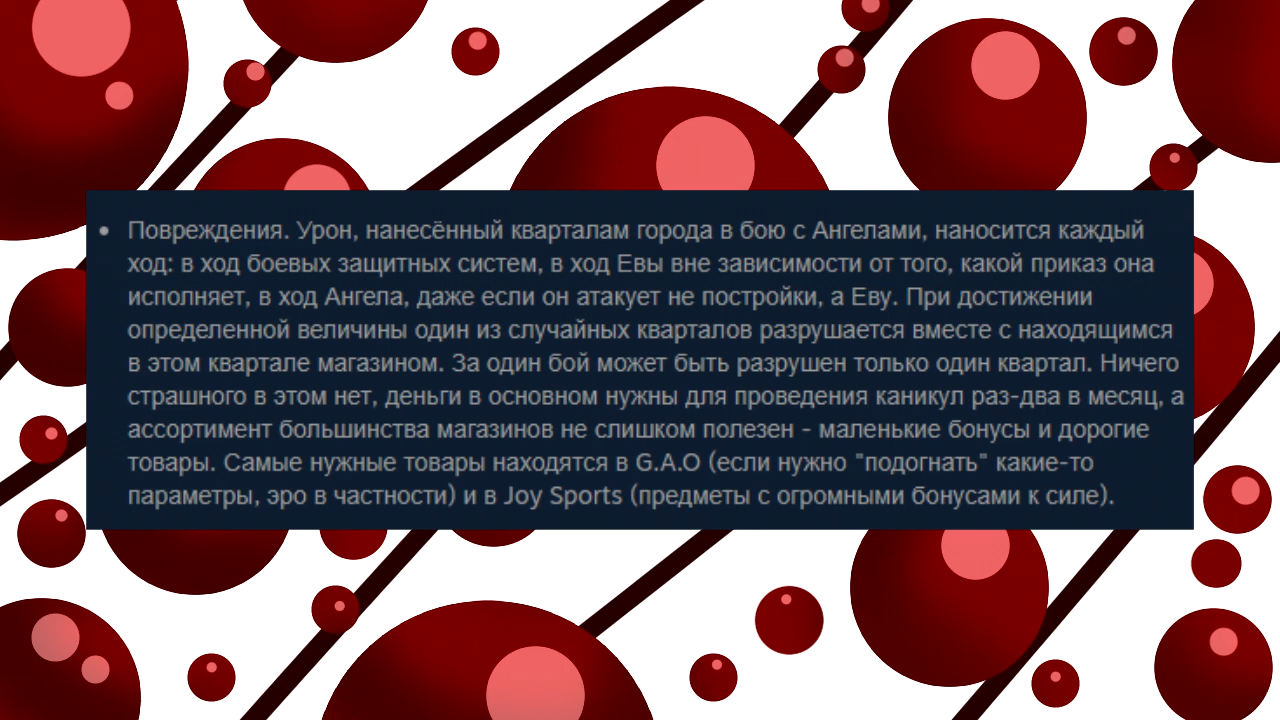 • Повреждения. Урон, нанесённый кварталам города в бою с Ангелами, наносится каждый
ход: в ход боевых защитных систем, в ход Евы вне зависимости от того, какой приказ она
исполняет, в ход Ангела, даже если он атакует не постройки, а Еву. При достижении
определенной величины один из случайных кварталов разрушается вместе с находящимся
в этом квартале магазином. За один бой может быть разрушен только один квартал. Ничего
страшного в этом нет, деньги в основном нужны для проведения каникул раз-два в месяц, а
ассортимент большинства магазинов не слишком полезен - маленькие бонусы и дорогие
товары. Самые нужные товары находятся в G.A.O (если нужно "подогнать" какие-то
параметры, эро в частности) и в Joy Sports (предметы с огромными бонусами к силе).